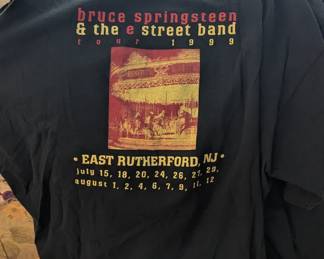 bruce springsteen
& the e street band
tour 1999
• EAST RUTHERFORD, NJ •
july 15, 18, 20, 24, 26, 27, 29,
august 1, 2, 4, 6, 7, 9, 11, 12